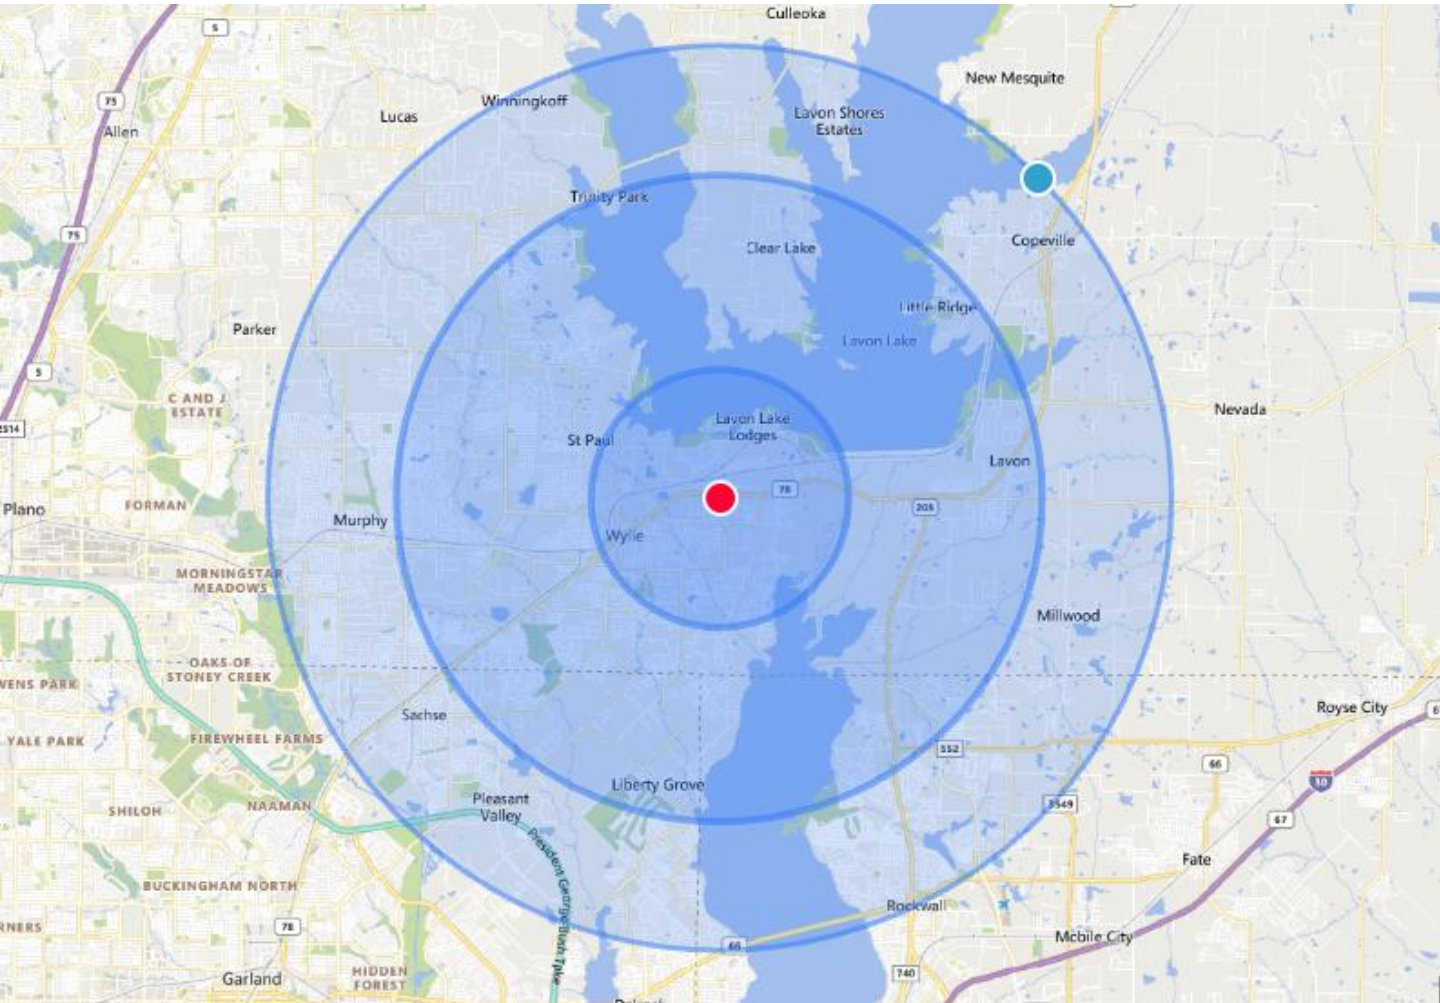 Culleoka
5
New Mesquite
75
Winningkoff
Lucas
Lavon Shores
Estates
Allen
Trinity Park
75
Clear Lake
Copeville
Little Ridge
Parker
Lavon Lake
5
C AND J
ESTATE
Nevada
Lavon Lake
Lodges
2514
St Paul
Lavon
78
Plano
FORMAN
205
Murphy
Wylie
MORNINGSTAR
MEADOWS
Millwood
OAKS OF
STONEY CREEK
WENS PARK
Royse City
6
Sachse
YALE PARK
FIREWHEEL FARMS
552
66
10
Liberty Grove
Pleasant
Valley
SHILOH
NAAMAN
3549
67
President George Bush Tpke
Fate
BUCKINGHAM NORTH
Rockwall
RNERS
78
66
Mobile City
Garland
HIDDEN
FOREST
740